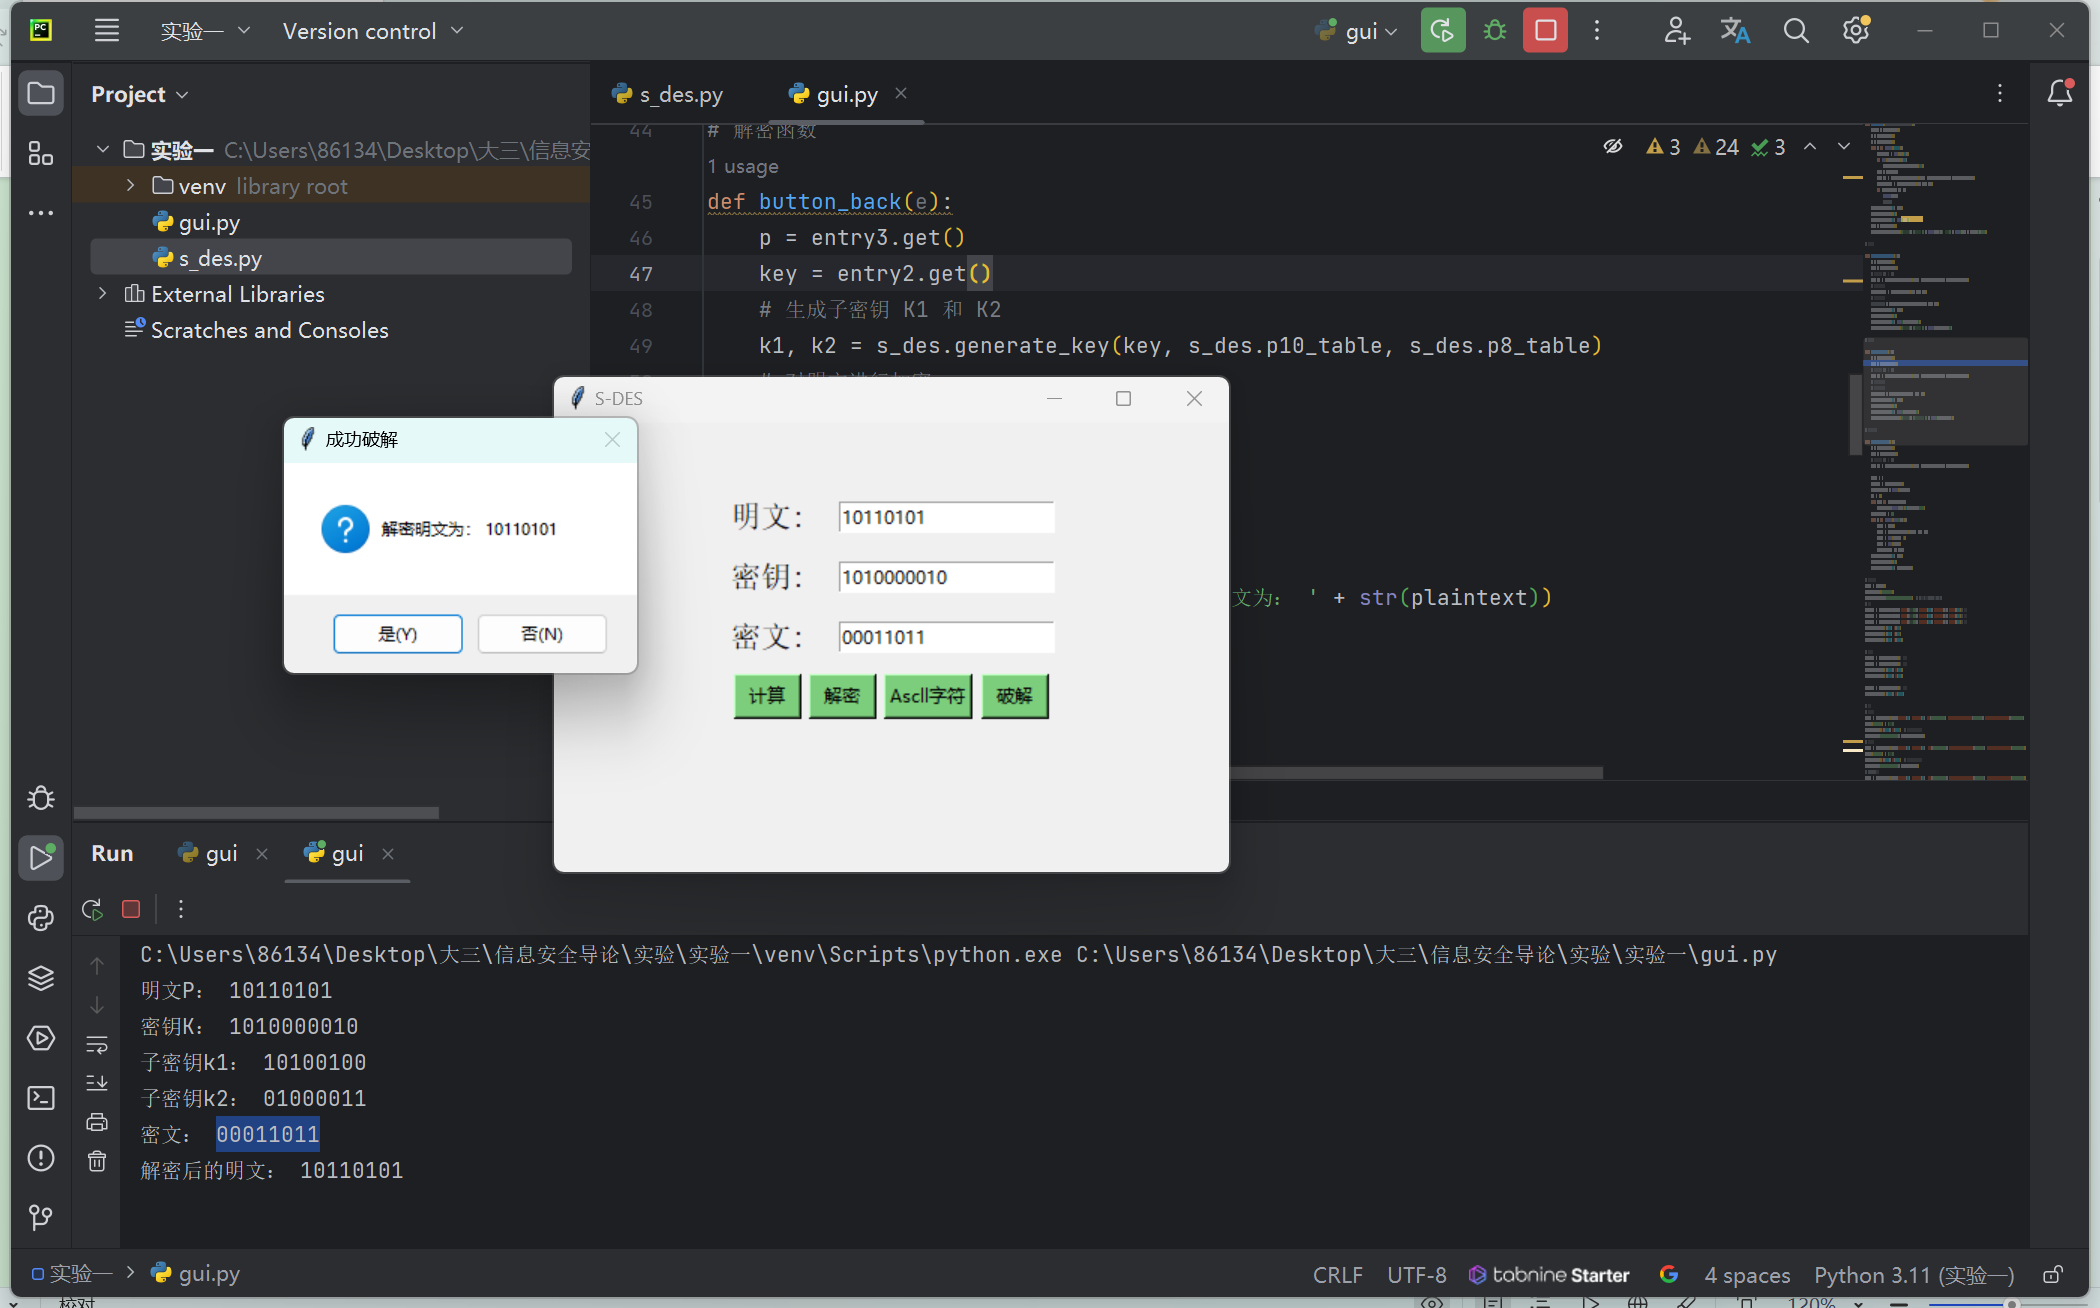 实验一
Version control
gui
Project
s_des.py
gui.py
实验一 C:\Users\86134\Desktop\大三\信息安
venv library root
gui.py
s_des.py
External Libraries
Scratches and Consoles
44 # 解密函数
1 usage
3 24 3
45 def button_back(e):
46 p = entry3.get()
47 key = entry2.get()
48 # 生成子密钥 K1 和 K2
49 k1, k2 = s_des.generate_key(key, s_des.p10_table, s_des.p8_table)
文为： ' + str(plaintext))
S-DES
明文： 10110101
密钥： 1010000010
密文： 00011011
计算 解密 Ascll字符 破解
成功破解
解密明文为： 10110101
是(Y) 否(N)
Run gui gui
C:\Users\86134\Desktop\大三\信息安全导论\实验\实验一\venv\Scripts\python.exe C:\Users\86134\Desktop\大三\信息安全导论\实验\实验一\gui.py
明文P： 10110101
密钥K： 1010000010
子密钥k1： 10100100
子密钥k2： 01000011
密文： 00011011
解密后的明文： 10110101
实验一 > gui.py
CRLF UTF-8 tabnine Starter 4 spaces Python 3.11 (实验一)
校对
120%